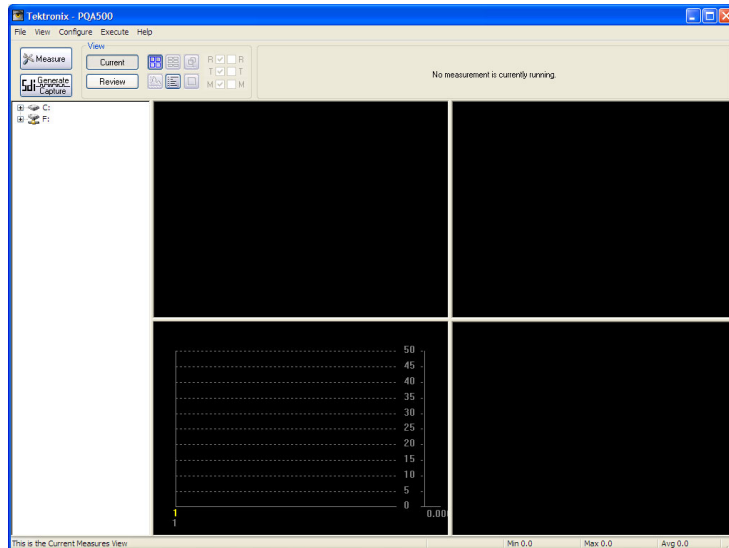 Tektronix - PQA500
File View Configure Execute Help
View
Measure
Current
R R
T T
M M
Sdi Generate
Capture
Review
No measurement is currently running.
C:
F:
50
45
40
35
30
25
20
15
10
5
0
1
1
This is the Current Measures View
Min 0.0
Max 0.0
Avg 0.0